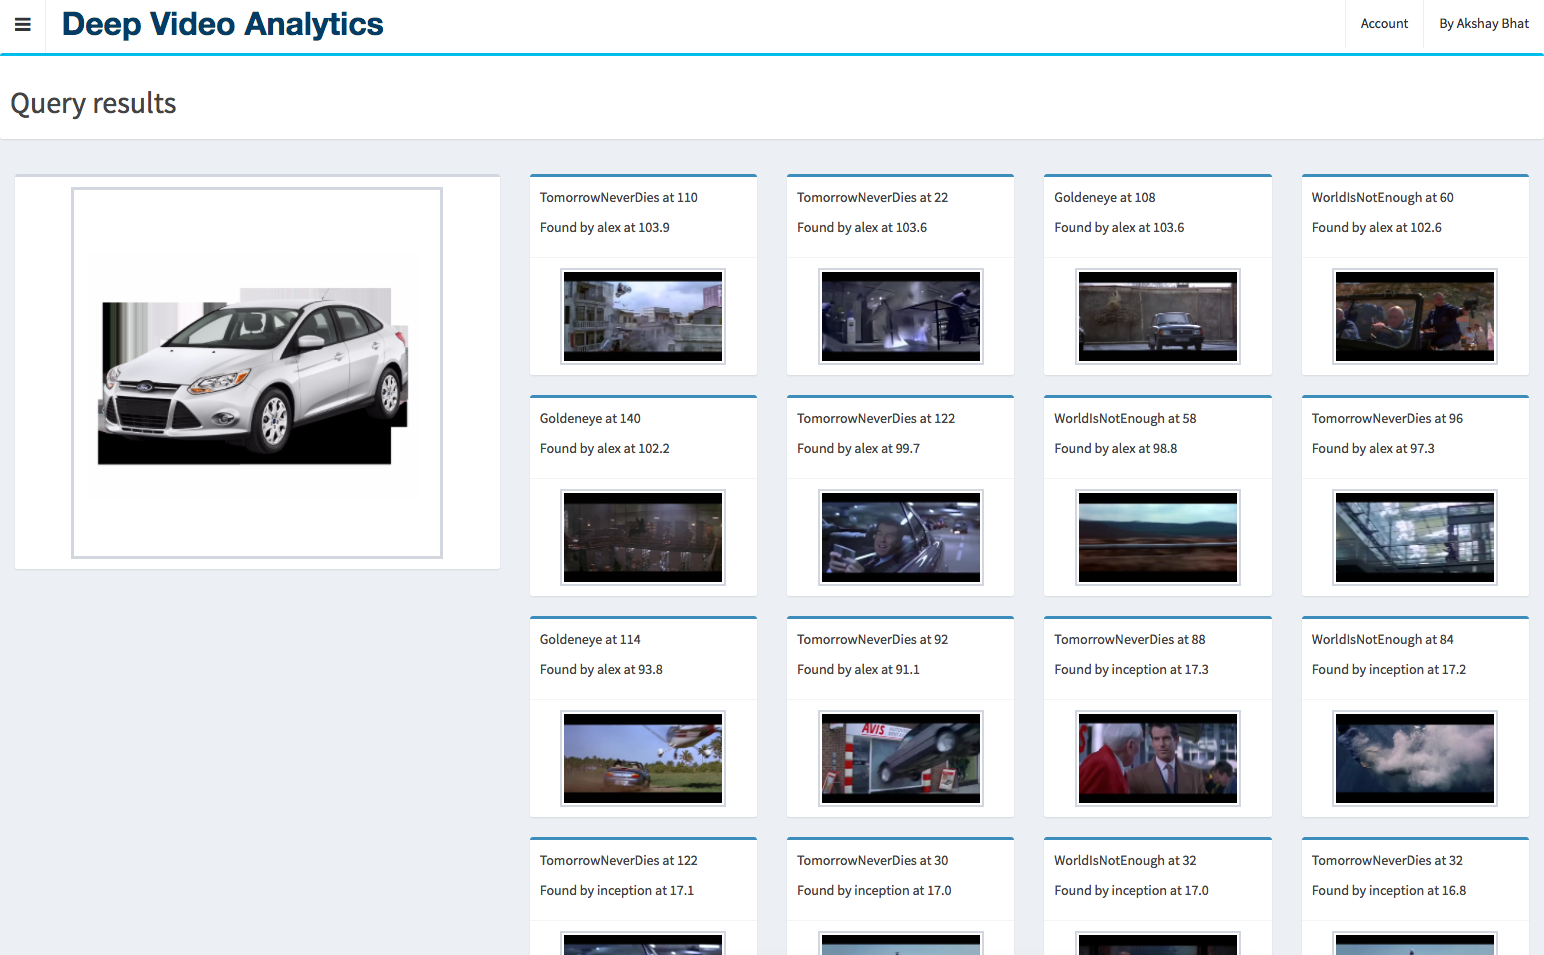 Deep Video Analytics
Account
By Akshay Bhat
Query results
TomorrowNeverDies at 110
Found by alex at 103.9
TomorrowNeverDies at 22
Found by alex at 103.6
Goldeneye at 108
Found by alex at 103.6
WorldIsNotEnough at 60
Found by alex at 102.6
Goldeneye at 140
Found by alex at 102.2
TomorrowNeverDies at 122
Found by alex at 99.7
WorldIsNotEnough at 58
Found by alex at 98.8
TomorrowNeverDies at 96
Found by alex at 97.3
Goldeneye at 114
Found by alex at 93.8
TomorrowNeverDies at 92
Found by alex at 91.1
AVIS
TomorrowNeverDies at 88
Found by inception at 17.3
WorldIsNotEnough at 84
Found by inception at 17.2
TomorrowNeverDies at 122
Found by inception at 17.1
TomorrowNeverDies at 30
Found by inception at 17.0
WorldIsNotEnough at 32
Found by inception at 17.0
TomorrowNeverDies at 32
Found by inception at 16.8